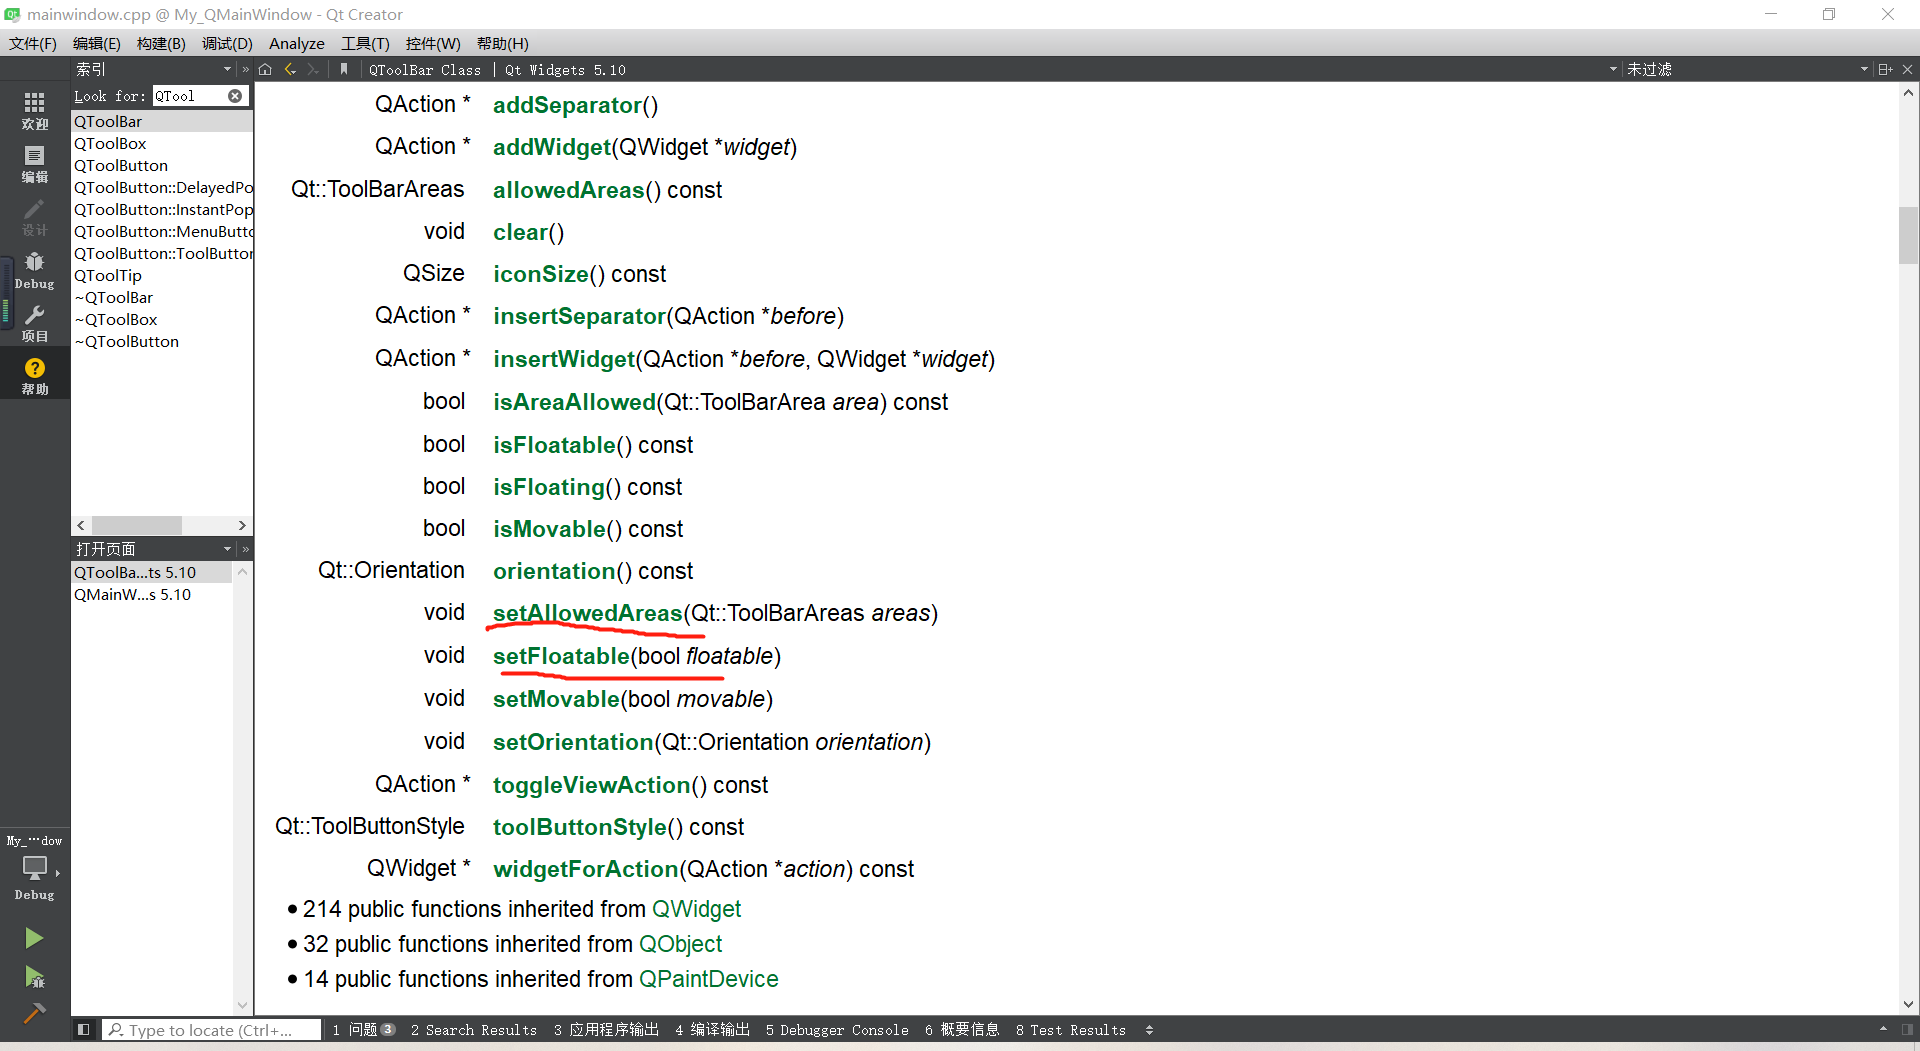 mainwindow.cpp @ My_QMainWindow - Qt Creator
文件(F) 编辑(E) 构建(B) 调试(D) Analyze 工具(T) 控件(W) 帮助(H)
索引
QToolBar Class | Qt Widgets 5.10
未过滤
Look for: QTool
欢迎
编辑
设计
Debug
项目
帮助
QToolBar
QToolBox
QToolButton
QToolButton::DelayedPo
QToolButton::InstantPop
QToolButton::MenuButto
QToolButton::ToolButton
QToolTip
~QToolBar
~QToolBox
~QToolButton
打开页面
QToolBa...ts 5.10
QMainW...s 5.10
QAction * addSeparator()
QAction * addWidget(QWidget *widget)
Qt::ToolBarAreas allowedAreas() const
void clear()
QSize iconSize() const
QAction * insertSeparator(QAction *before)
QAction * insertWidget(QAction *before, QWidget *widget)
bool isAreaAllowed(Qt::ToolBarArea area) const
bool isFloatable() const
bool isFloating() const
bool isMovable() const
Qt::Orientation orientation() const
void setAllowedAreas(Qt::ToolBarAreas areas)
void setFloatable(bool floatable)
void setMovable(bool movable)
void setOrientation(Qt::Orientation orientation)
QAction * toggleViewAction() const
Qt::ToolButtonStyle toolButtonStyle() const
QWidget * widgetForAction(QAction *action) const
• 214 public functions inherited from QWidget
• 32 public functions inherited from QObject
• 14 public functions inherited from QPaintDevice
My_···dow
Debug
Type to locate (Ctrl+...
1 问题 3 2 Search Results 3 应用程序输出 4 编译输出 5 Debugger Console 6 概要信息 8 Test Results